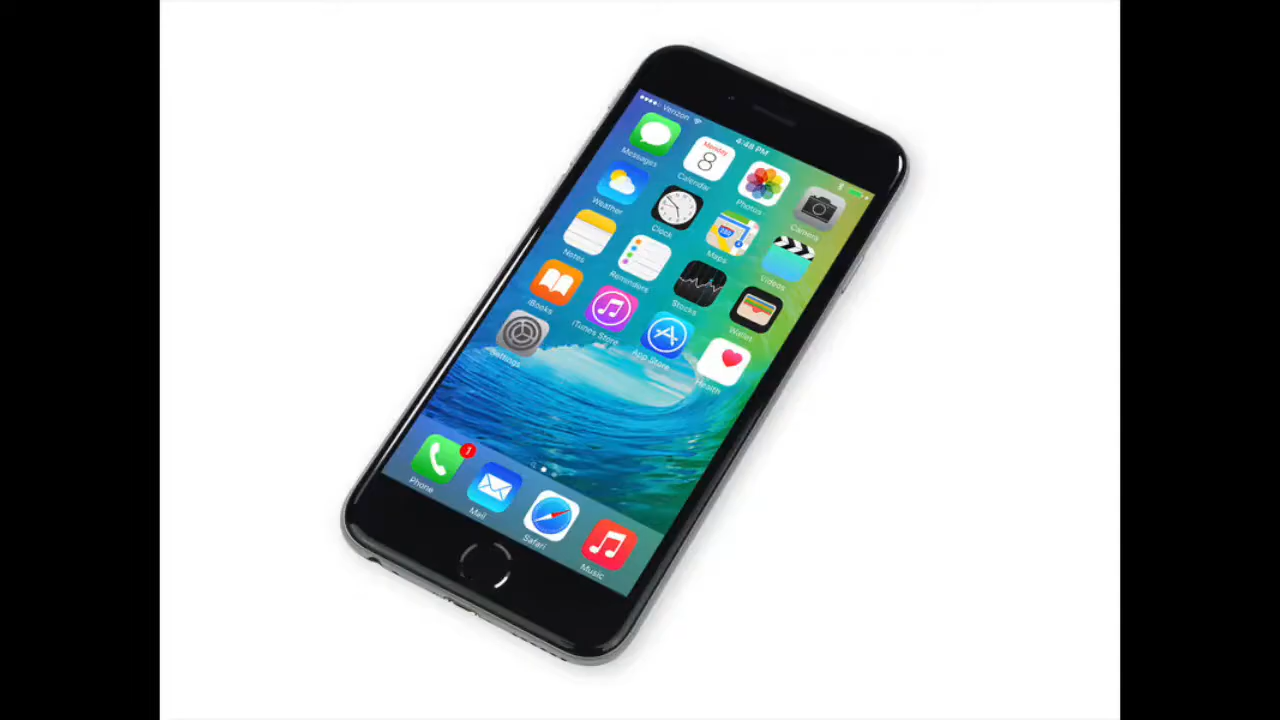 Verizon
4:48 PM
Messages
Monday
8
Calendar
Photos
Camera
Weather
Clock
Maps
Videos
Notes
Reminders
Stocks
Wallet
iBooks
iTunes Store
App Store
Health
Settings
1
Phone
Mail
Safari
Music